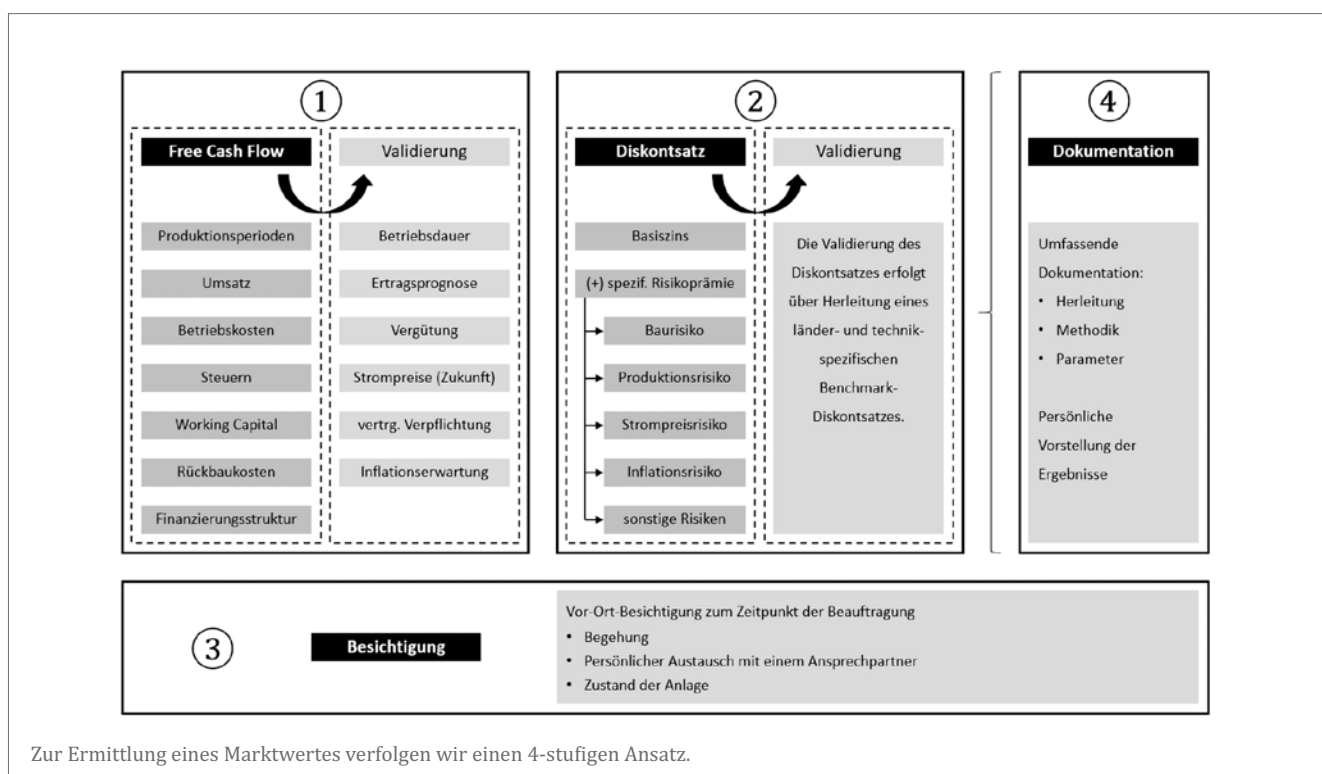 ①
Free Cash Flow
Validierung
Produktionsperioden
Umsatz
Betriebskosten
Steuern
Working Capital
Rückbaukosten
Finanzierungsstruktur
Betriebsdauer
Ertragsprognose
Vergütung
Strompreise (Zukunft)
vertrg. Verpflichtung
Inflationserwartung
②
Diskontsatz
Validierung
Basiszins
(+) spezif. Risikoprämie
Baurisiko
Produktionsrisiko
Strompreisrisiko
Inflationsrisiko
sonstige Risiken
Die Validierung des
Diskontsatzes erfolgt
über Herleitung eines
länder- und technik-
spezifischen
Benchmark-
Diskontsatzes.
④
Dokumentation
Umfassende
Dokumentation:
• Herleitung
• Methodik
• Parameter
Persönliche
Vorstellung der
Ergebnisse
③
Besichtigung
Vor-Ort-Besichtigung zum Zeitpunkt der Beauftragung
• Begehung
• Persönlicher Austausch mit einem Ansprechpartner
• Zustand der Anlage
Zur Ermittlung eines Marktwertes verfolgen wir einen 4-stufigen Ansatz.